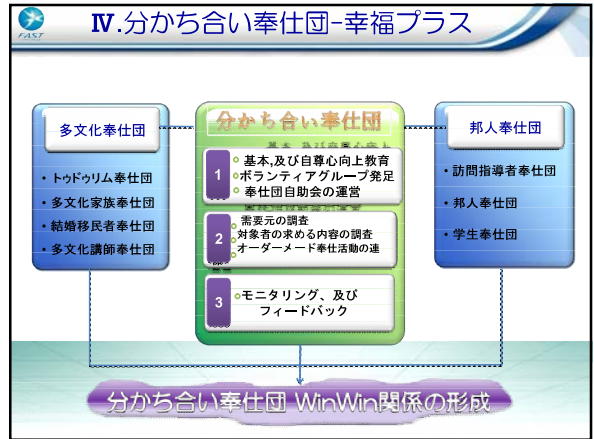 FAST
Ⅳ.分かち合い奉仕団-幸福プラス
多文化奉仕団
・トゥドゥリム奉仕団
・多文化家族奉仕団
・結婚移民者奉仕団
・多文化講師奉仕団
分かち合い奉仕団
1
基本,及び自尊心向上教育
ボランティアグループ発足
奉仕団自助会の運営
2
需要元の調査
対象者の求める内容の調査
オーダーメード奉仕活動の連
3
モニタリング、及び
フィードバック
邦人奉仕団
・訪問指導者奉仕団
・邦人奉仕団
・学生奉仕団
分かち合い奉仕団 WinWin関係の形成